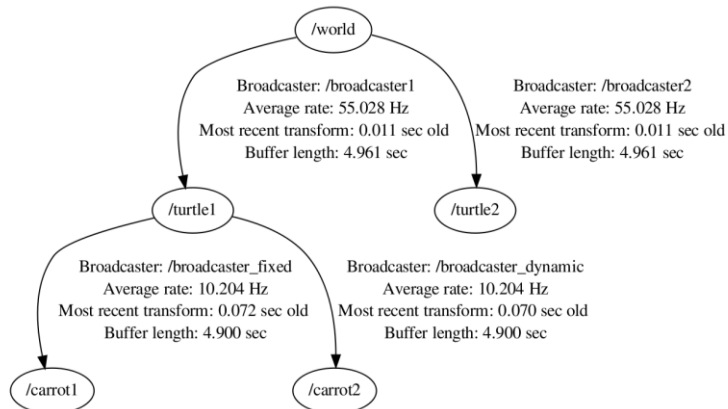 /world
Broadcaster: /broadcaster1
Average rate: 55.028 Hz
Most recent transform: 0.011 sec old
Buffer length: 4.961 sec
Broadcaster: /broadcaster2
Average rate: 55.028 Hz
Most recent transform: 0.011 sec old
Buffer length: 4.961 sec
/turtle1
/turtle2
Broadcaster: /broadcaster_fixed
Average rate: 10.204 Hz
Most recent transform: 0.072 sec old
Buffer length: 4.900 sec
Broadcaster: /broadcaster_dynamic
Average rate: 10.204 Hz
Most recent transform: 0.070 sec old
Buffer length: 4.900 sec
/carrot1
/carrot2